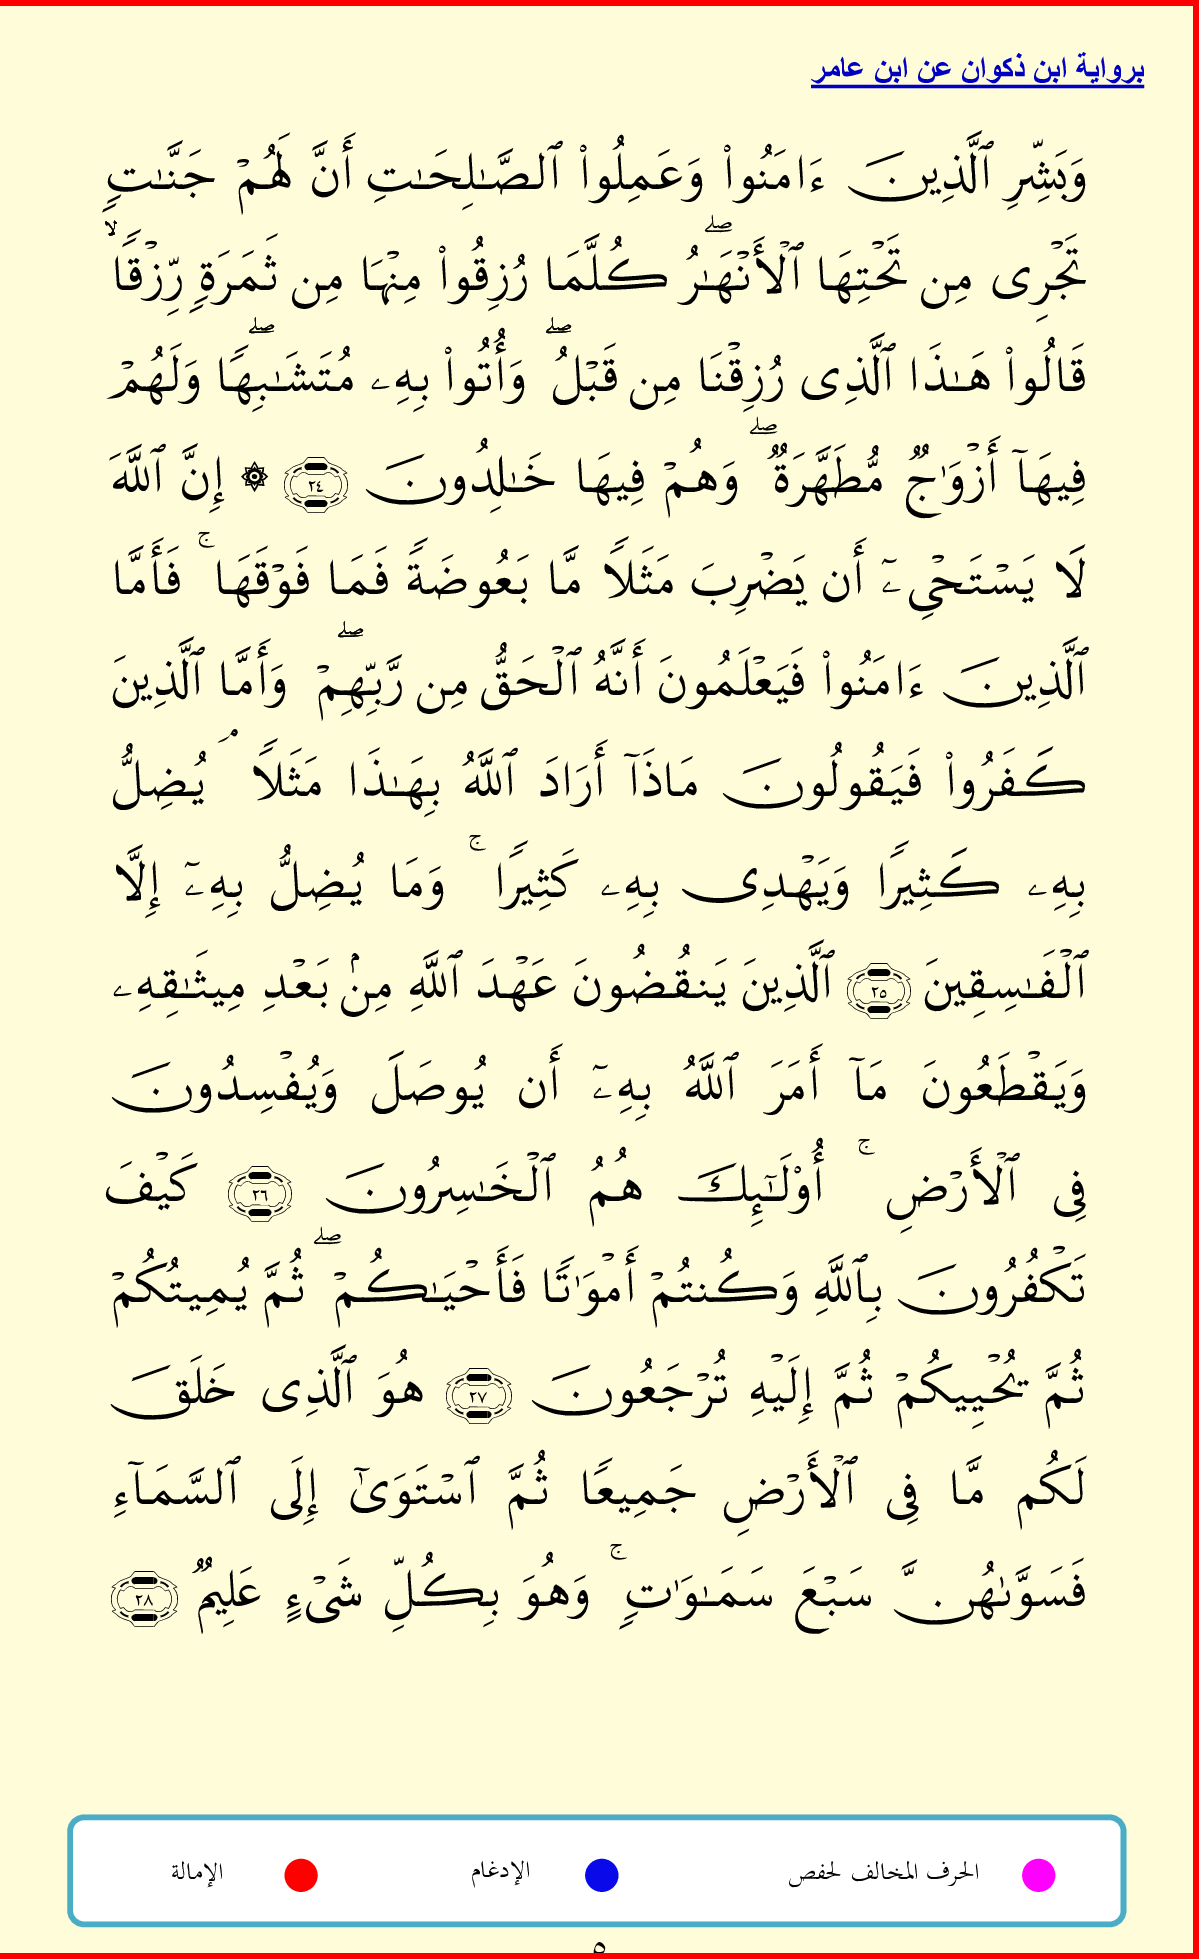 برواية ابن ذكوان عن ابن عامر
وَبَشِّرِ ٱلَّذِينَ ءَامَنُوا۟ وَعَمِلُوا۟ ٱلصَّـٰلِحَـٰتِ أَنَّ لَهُمۡ جَنَّـٰتٍ
تَجۡرِى مِن تَحۡتِهَا ٱلۡأَنۡهَـٰرُ ۖ كُلَّمَا رُزِقُوا۟ مِنۡهَا مِن ثَمَرَةٍ رِّزۡقًا ۙ
قَالُوا۟ هَـٰذَا ٱلَّذِى رُزِقۡنَا مِن قَبۡلُ ۖ وَأُتُوا۟ بِهِۦ مُتَشَـٰبِهًا ۖ وَلَهُمۡ
فِيهَآ أَزۡوَٰجٌ مُّطَهَّرَةٌ ۖ وَهُمۡ فِيهَا خَـٰلِدُونَ ٢٤ ۞ إِنَّ ٱللَّهَ
لَا يَسۡتَحۡىِۦٓ أَن يَضۡرِبَ مَثَلًا مَّا بَعُوضَةً فَمَا فَوۡقَهَا ۚ فَأَمَّا
ٱلَّذِينَ ءَامَنُوا۟ فَيَعۡلَمُونَ أَنَّهُ ٱلۡحَقُّ مِن رَّبِّهِمۡ ۖ وَأَمَّا ٱلَّذِينَ
كَفَرُوا۟ فَيَقُولُونَ مَاذَآ أَرَادَ ٱللَّهُ بِهَـٰذَا مَثَلًا ۘ يُضِلُّ
بِهِۦ كَثِيرًا وَيَهۡدِى بِهِۦ كَثِيرًا ۚ وَمَا يُضِلُّ بِهِۦٓ إِلَّا
ٱلۡفَـٰسِقِينَ ٢٥ ٱلَّذِينَ يَنقُضُونَ عَهۡدَ ٱللَّهِ مِنۢ بَعۡدِ مِيثَـٰقِهِۦ
وَيَقۡطَعُونَ مَآ أَمَرَ ٱللَّهُ بِهِۦٓ أَن يُوصَلَ وَيُفۡسِدُونَ
فِى ٱلۡأَرۡضِ ۚ أُو۟لَـٰٓئِكَ هُمُ ٱلۡخَـٰسِرُونَ ٢٦ كَيۡفَ
تَكۡفُرُونَ بِٱللَّهِ وَكُنتُمۡ أَمۡوَٰتًا فَأَحۡيَـٰكُمۡ ۖ ثُمَّ يُمِيتُكُمۡ
ثُمَّ يُحۡيِيكُمۡ ثُمَّ إِلَيۡهِ تُرۡجَعُونَ ٢٧ هُوَ ٱلَّذِى خَلَقَ
لَكُم مَّا فِى ٱلۡأَرۡضِ جَمِيعًا ثُمَّ ٱسۡتَوَىٰٓ إِلَى ٱلسَّمَآءِ
فَسَوَّىٰهُنَّ سَبۡعَ سَمَـٰوَٰتٍ ۚ وَهُوَ بِكُلِّ شَىۡءٍ عَلِيمٌ ٢٨
الحرف المخالف لحفص الإدغام الإمالة
٥